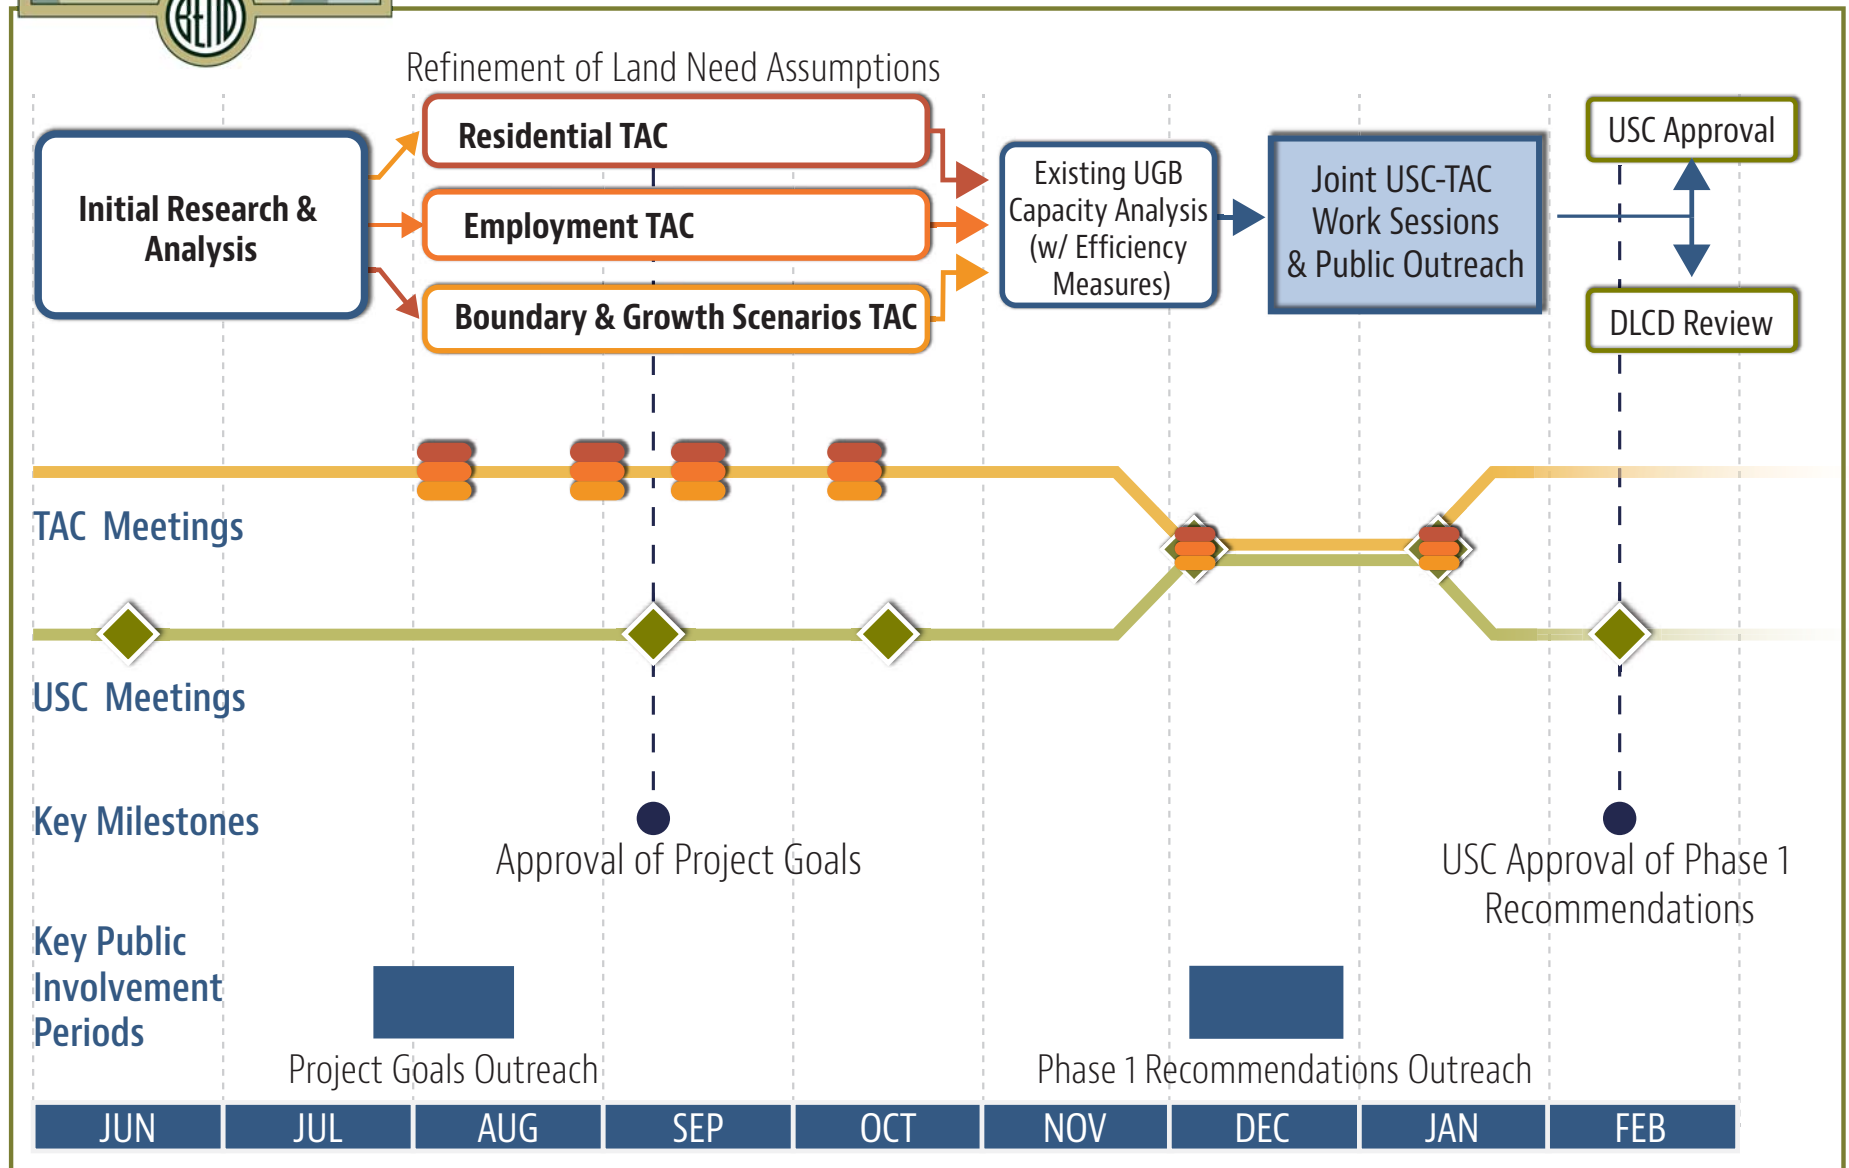 BEND
Refinement of Land Need Assumptions
Initial Research &
Analysis
Residential TAC
Employment TAC
Boundary & Growth Scenarios TAC
Existing UGB
Capacity Analysis
(w/ Efficiency
Measures)
Joint USC-TAC
Work Sessions
& Public Outreach
USC Approval
DLCD Review
TAC Meetings
USC Meetings
Key Milestones
Approval of Project Goals
USC Approval of Phase 1
Recommendations
Key Public
Involvement
Periods
Project Goals Outreach
Phase 1 Recommendations Outreach
JUN JUL AUG SEP OCT NOV DEC JAN FEB